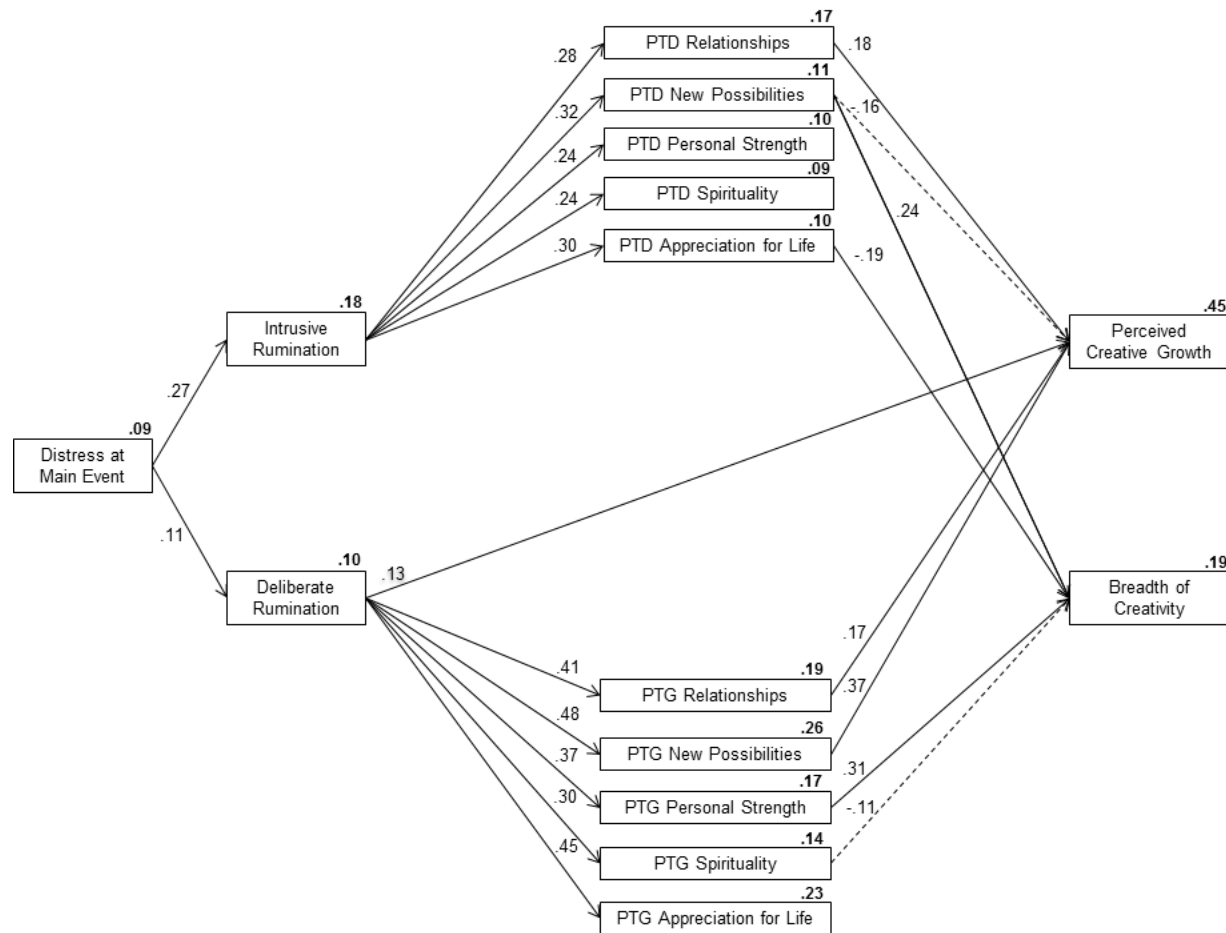 .17
PTD Relationships
.28
.18
.11
PTD New Possibilities
.32
-.16
.10
PTD Personal Strength
.24
.09
PTD Spirituality
.24
.24
.10
PTD Appreciation for Life
.30
-.19
.18
Intrusive
Rumination
.45
Perceived
Creative Growth
.27
.09
Distress at
Main Event
.11
.10
Deliberate
Rumination
.13
.19
Breadth of
Creativity
.41
.19
PTG Relationships
.17
.48
.26
PTG New Possibilities
.37
.37
.17
PTG Personal Strength
.31
.30
-.11
.14
PTG Spirituality
.45
.23
PTG Appreciation for Life